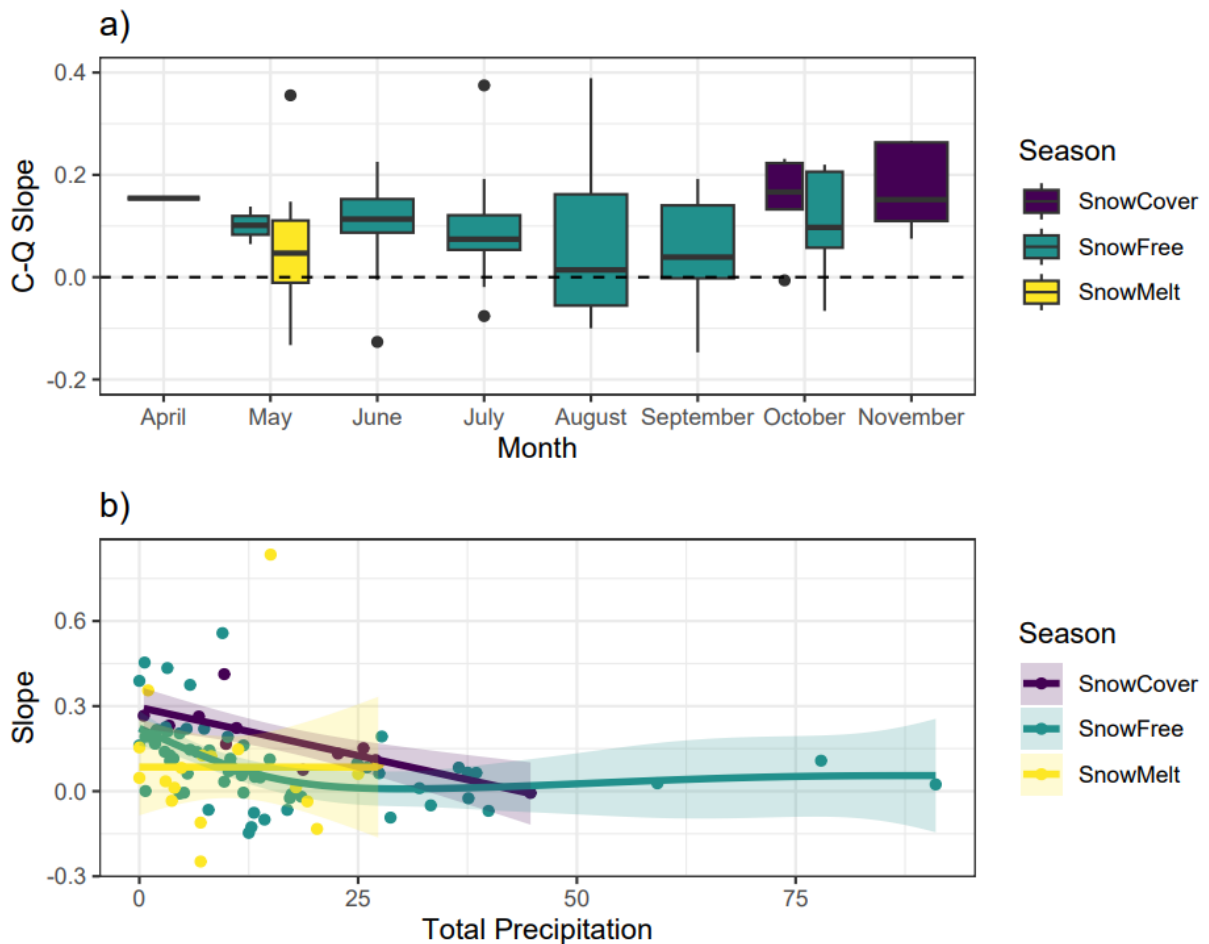 a)
0.4
0.2
0.0
-0.2
C-Q Slope
April May June July August September October November
Month
Season
SnowCover
SnowFree
SnowMelt
b)
0.6
0.3
0.0
-0.3
Slope
0 25 50 75
Total Precipitation
Season
SnowCover
SnowFree
SnowMelt